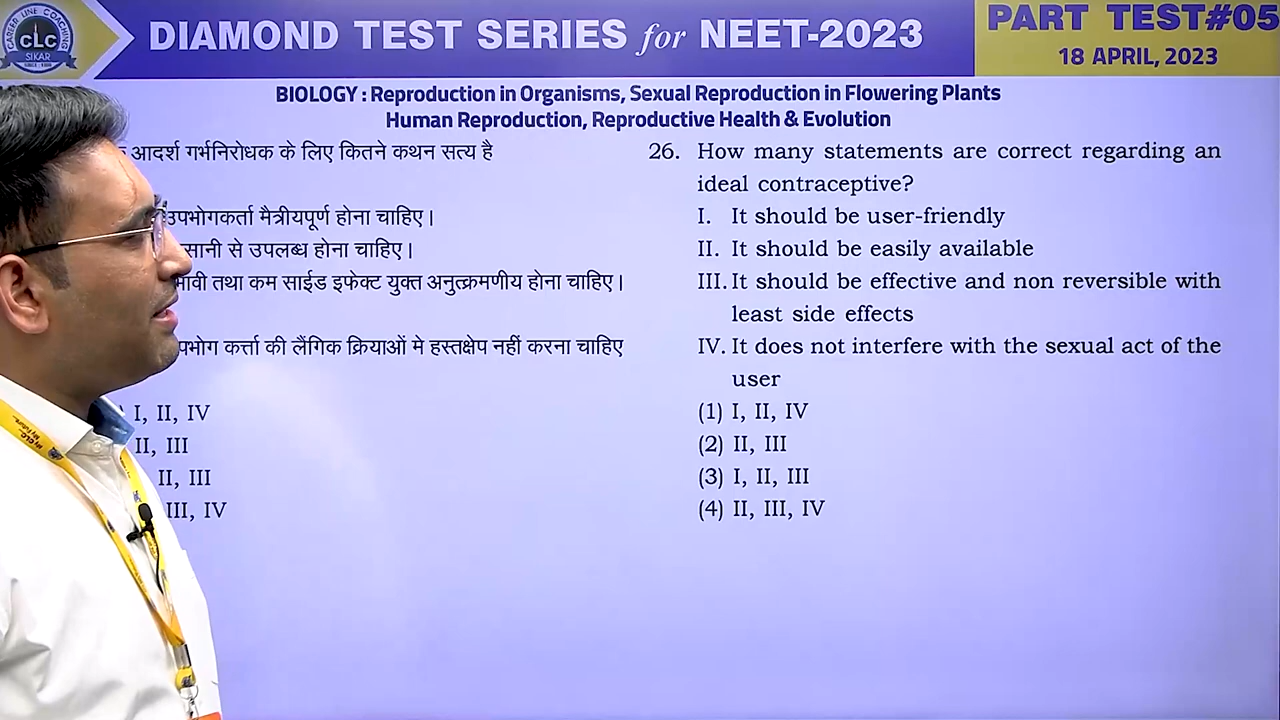 CAREER LINE COACHING
CLC
SIKAR
DIAMOND TEST SERIES for NEET-2023
PART TEST#05
18 APRIL, 2023
BIOLOGY : Reproduction in Organisms, Sexual Reproduction in Flowering Plants
Human Reproduction, Reproductive Health & Evolution
आदर्श गर्भनिरोधक के लिए कितने कथन सत्य है
उपभोगकर्ता मैत्रीयपूर्ण होना चाहिए।
से उपलब्ध होना चाहिए।
तथा कम साईड इफेक्ट युक्त अनुत्क्रमणीय होना चाहिए।
कर्त्ता की लैंगिक क्रियाओं मे हस्तक्षेप नहीं करना चाहिए
I, II, IV
II, III
II, III
III, IV
26. How many statements are correct regarding an
ideal contraceptive?
I. It should be user-friendly
II. It should be easily available
III. It should be effective and non reversible with
least side effects
IV. It does not interfere with the sexual act of the
user
(1) I, II, IV
(2) II, III
(3) I, II, III
(4) II, III, IV